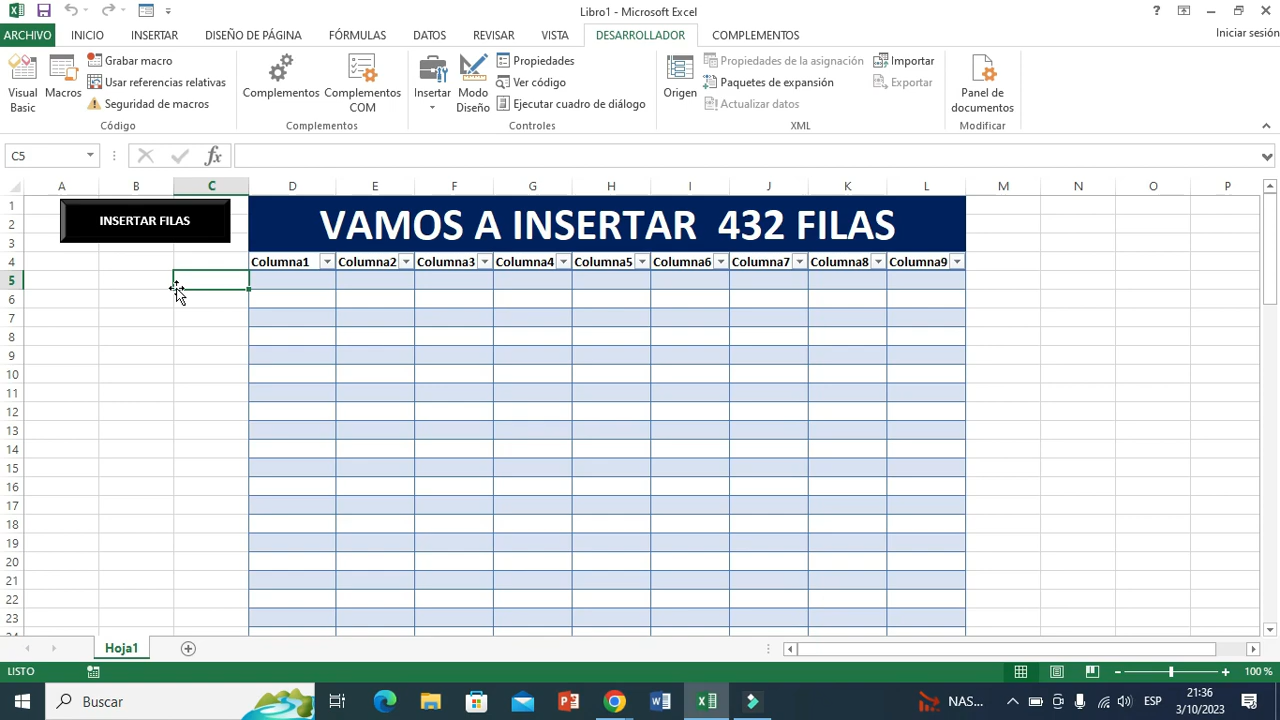 Libro1 - Microsoft Excel
?
ARCHIVO INICIO INSERTAR DISEÑO DE PÁGINA FÓRMULAS DATOS REVISAR VISTA DESARROLLADOR COMPLEMENTOS Iniciar sesión
Visual Basic
Macros
Grabar macro
Usar referencias relativas
Seguridad de macros
Código
Complementos
Complementos COM
Complementos
Insertar
Modo Diseño
Propiedades
Ver código
Ejecutar cuadro de diálogo
Controles
Origen
Propiedades de la asignación
Paquetes de expansión
Actualizar datos
Importar
Exportar
XML
Panel de documentos
Modificar
C5 fx
A B C D E F G H I J K L M N O P
1
2
3
4
5
6
7
8
9
10
11
12
13
14
15
16
17
18
19
20
21
22
23
INSERTAR FILAS
VAMOS A INSERTAR 432 FILAS
Columna1 Columna2 Columna3 Columna4 Columna5 Columna6 Columna7 Columna8 Columna9
Hoja1
LISTO 100 %
Buscar
NAS...
ESP
21:36
3/10/2023